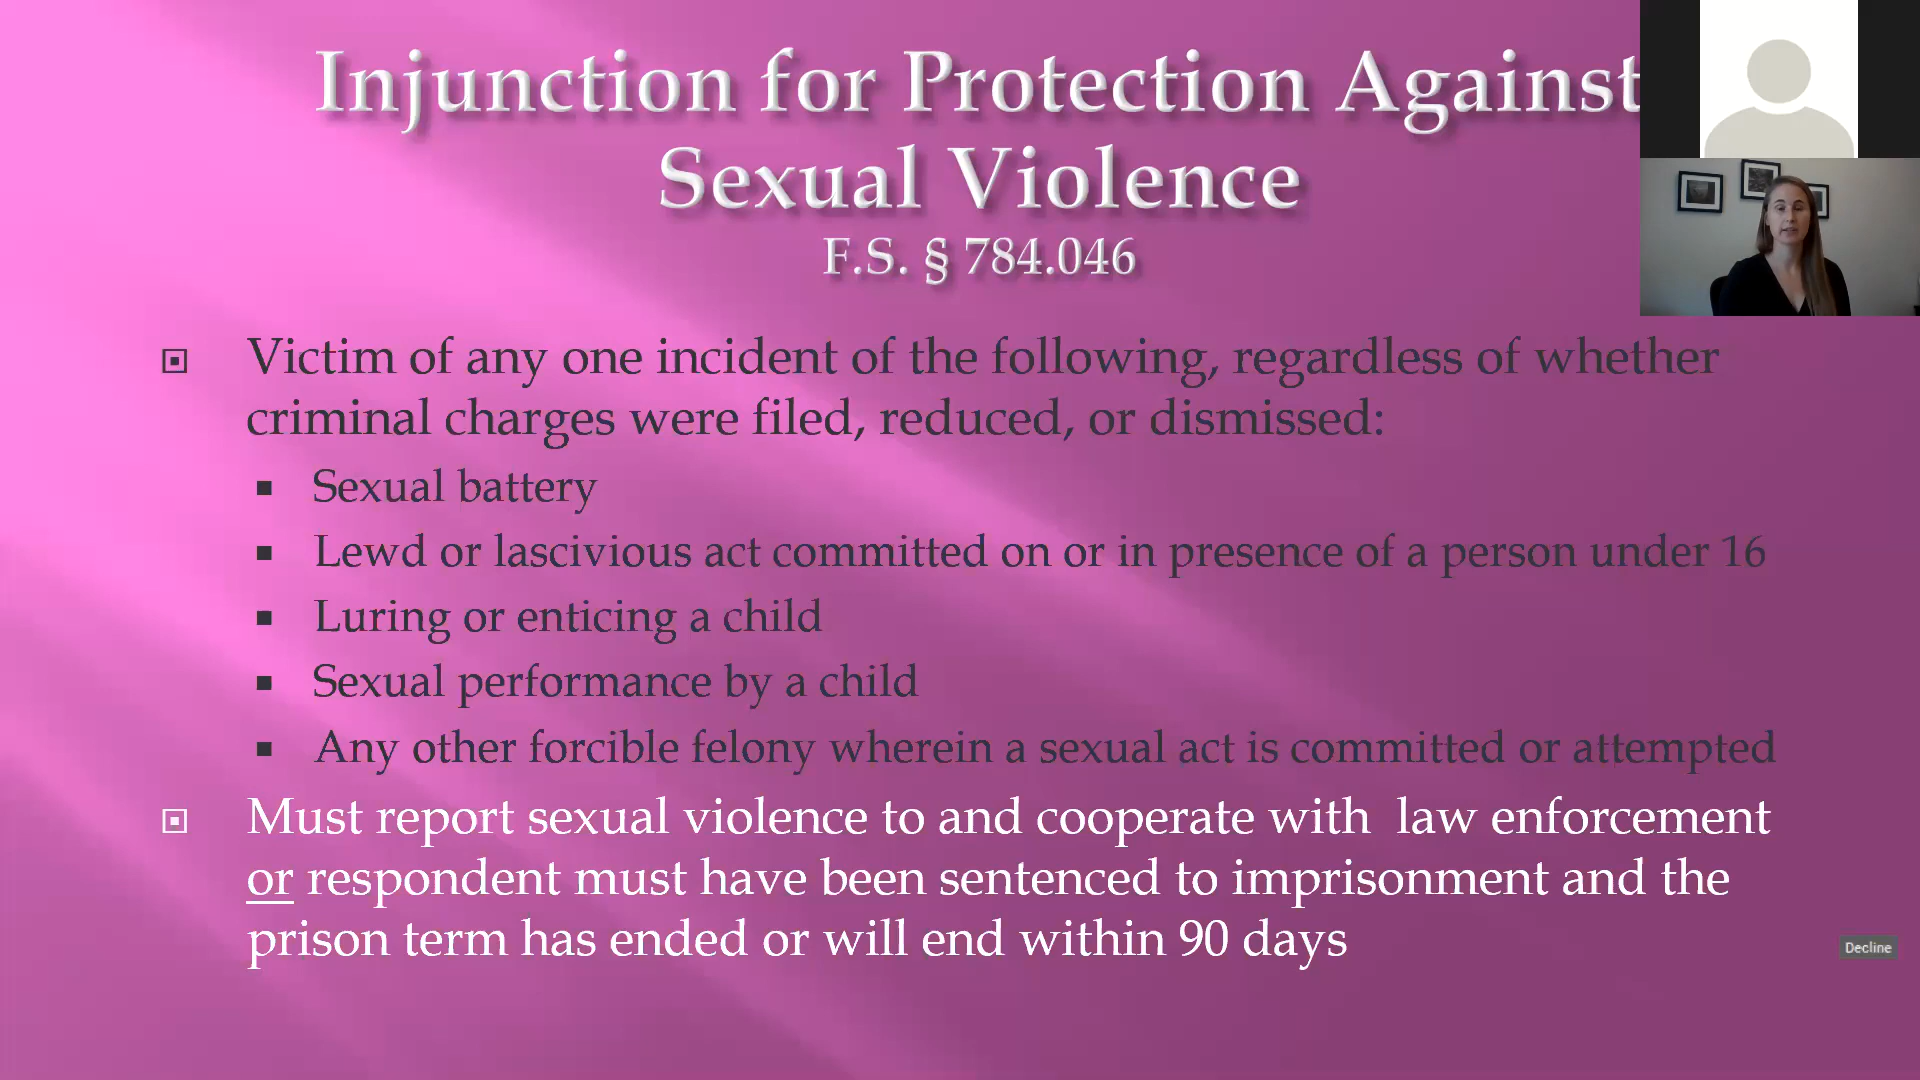 Injunction for Protection Against
Sexual Violence
F.S. § 784.046
Victim of any one incident of the following, regardless of whether
criminal charges were filed, reduced, or dismissed:
Sexual battery
Lewd or lascivious act committed on or in presence of a person under 16
Luring or enticing a child
Sexual performance by a child
Any other forcible felony wherein a sexual act is committed or attempted
Must report sexual violence to and cooperate with law enforcement
or respondent must have been sentenced to imprisonment and the
prison term has ended or will end within 90 days
Decline